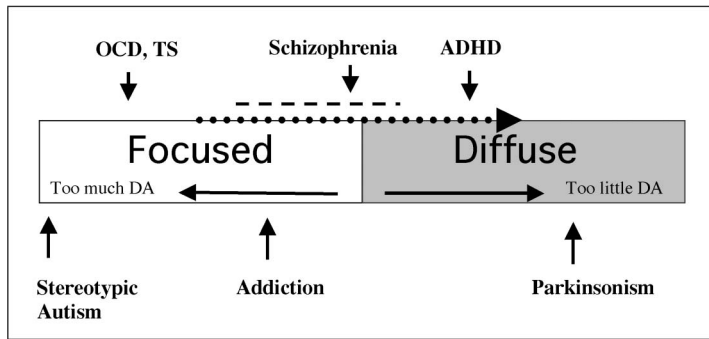 OCD, TS
Schizophrenia
ADHD
Focused
Diffuse
Too much DA
Too little DA
Stereotypic
Autism
Addiction
Parkinsonism